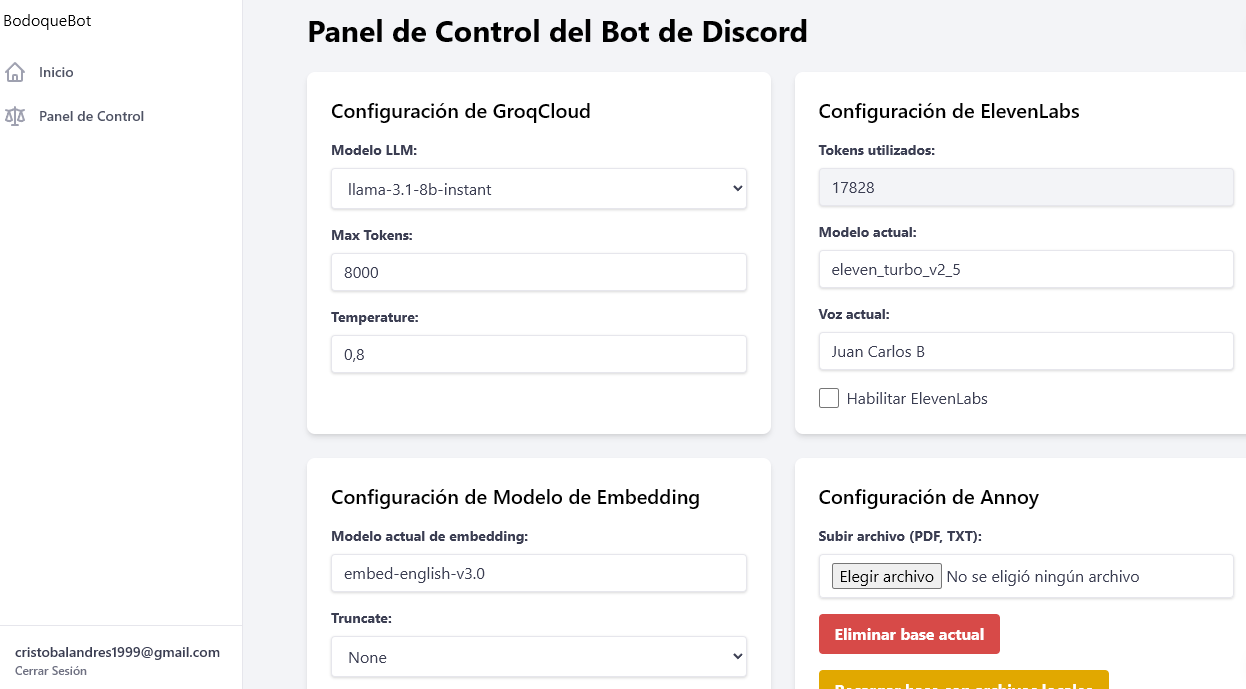 BodoqueBot
Inicio
Panel de Control
cristobalandres1999@gmail.com
Cerrar Sesión
Panel de Control del Bot de Discord
Configuración de GroqCloud
Modelo LLM:
llama-3.1-8b-instant
Max Tokens:
8000
Temperature:
0,8
Configuración de ElevenLabs
Tokens utilizados:
17828
Modelo actual:
eleven_turbo_v2_5
Voz actual:
Juan Carlos B
Habilitar ElevenLabs
Configuración de Modelo de Embedding
Modelo actual de embedding:
embed-english-v3.0
Truncate:
None
Configuración de Annoy
Subir archivo (PDF, TXT):
Elegir archivo No se eligió ningún archivo
Eliminar base actual
base con archivos locales